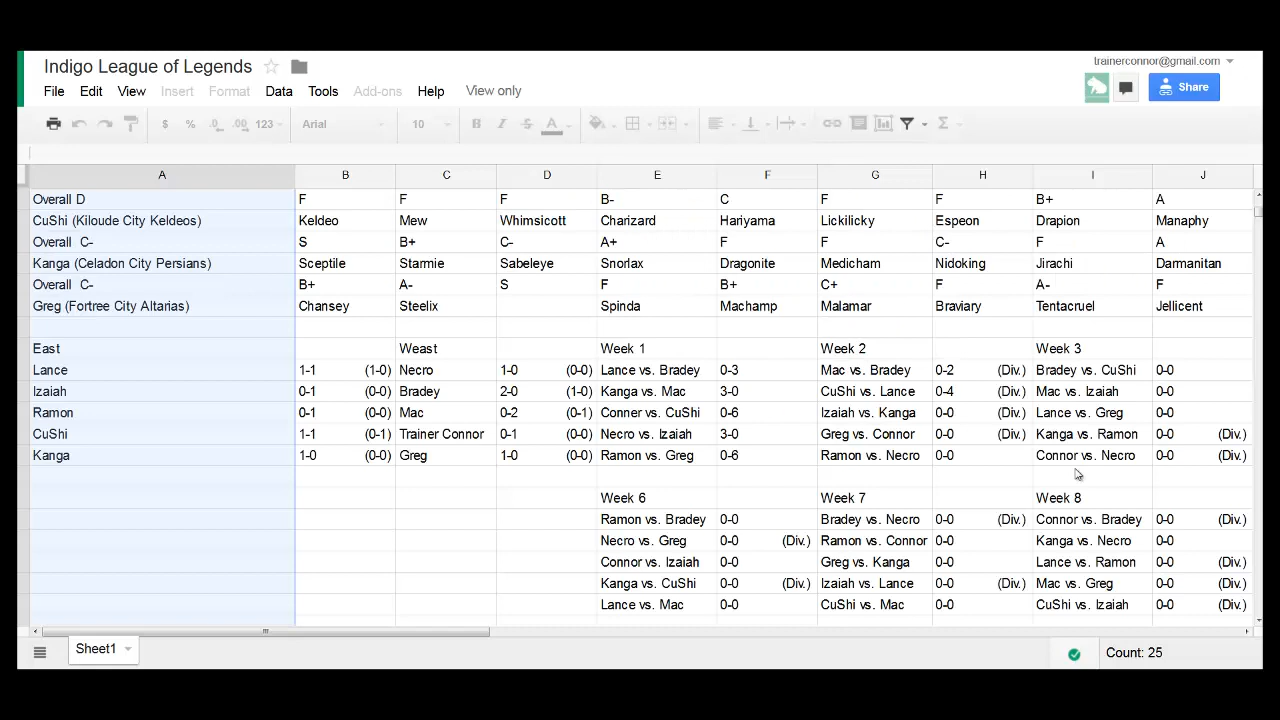 Indigo League of Legends
trainerconnor@gmail.com
File Edit View Insert Format Data Tools Add-ons Help View only
Share
$ % .0 .00 123 Arial 10 B I S A Σ
A B C D E F G H I J
Overall D F F F B- C F F B+ A
CuShi (Kiloude City Keldeos) Keldeo Mew Whimsicott Charizard Hariyama Lickilicky Espeon Drapion Manaphy
Overall C- S B+ C- A+ F F C- F A
Kanga (Celadon City Persians) Sceptile Starmie Sabeleye Snorlax Dragonite Medicham Nidoking Jirachi Darmanitan
Overall C- B+ A- S F B+ C+ F A- F
Greg (Fortree City Altarias) Chansey Steelix Spinda Machamp Malamar Braviary Tentacruel Jellicent
East Weast Week 1 Week 2 Week 3
Lance 1-1 (1-0) Necro 1-0 (0-0) Lance vs. Bradey 0-3 Mac vs. Bradey 0-2 (Div.) Bradey vs. CuShi 0-0
Izaiah 0-1 (0-0) Bradey 2-0 (1-0) Kanga vs. Mac 3-0 CuShi vs. Lance 0-4 (Div.) Mac vs. Izaiah 0-0
Ramon 0-1 (0-0) Mac 0-2 (0-1) Conner vs. CuShi 0-6 Izaiah vs. Kanga 0-0 (Div.) Lance vs. Greg 0-0
CuShi 1-1 (0-1) Trainer Connor 0-1 (0-0) Necro vs. Izaiah 3-0 Greg vs. Connor 0-0 (Div.) Kanga vs. Ramon 0-0 (Div.)
Kanga 1-0 (0-0) Greg 1-0 (0-0) Ramon vs. Greg 0-6 Ramon vs. Necro 0-0 Connor vs. Necro 0-0 (Div.)
Week 6 Week 7 Week 8
Ramon vs. Bradey 0-0 Bradey vs. Necro 0-0 (Div.) Connor vs. Bradey 0-0 (Div.)
Necro vs. Greg 0-0 (Div.) Ramon vs. Connor 0-0 Kanga vs. Necro 0-0
Connor vs. Izaiah 0-0 Greg vs. Kanga 0-0 Lance vs. Ramon 0-0 (Div.)
Kanga vs. CuShi 0-0 (Div.) Izaiah vs. Lance 0-0 (Div.) Mac vs. Greg 0-0 (Div.)
Lance vs. Mac 0-0 CuShi vs. Mac 0-0 CuShi vs. Izaiah 0-0 (Div.)
Sheet1 Count: 25